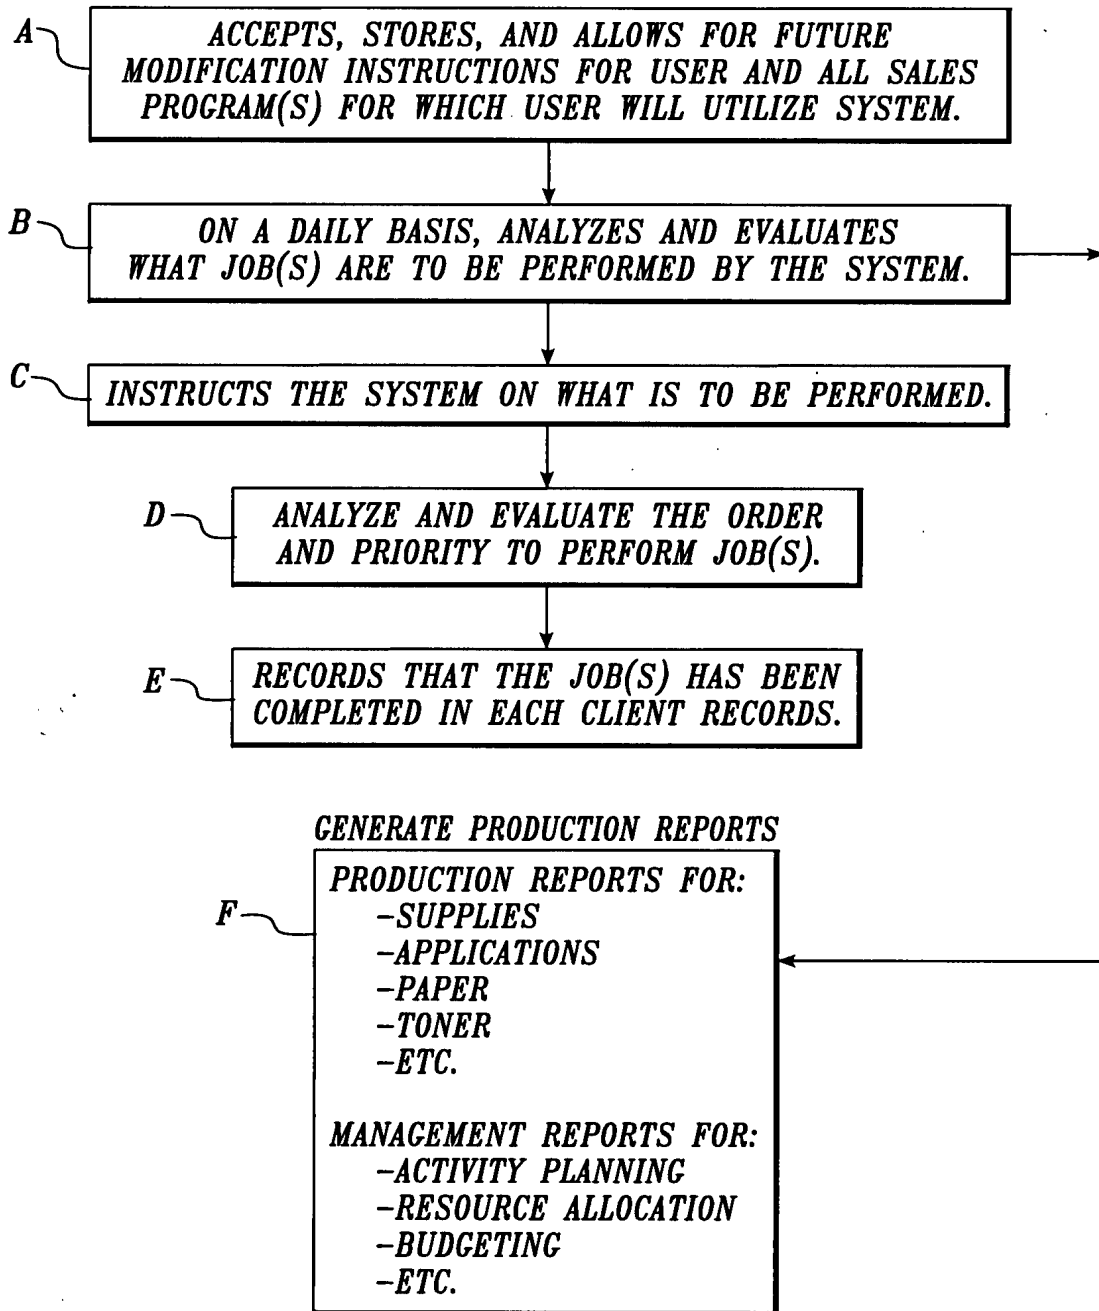 A
ACCEPTS, STORES, AND ALLOWS FOR FUTURE
MODIFICATION INSTRUCTIONS FOR USER AND ALL SALES
PROGRAM(S) FOR WHICH USER WILL UTILIZE SYSTEM.
B
ON A DAILY BASIS, ANALYZES AND EVALUATES
WHAT JOB(S) ARE TO BE PERFORMED BY THE SYSTEM.
C
INSTRUCTS THE SYSTEM ON WHAT IS TO BE PERFORMED.
D
ANALYZE AND EVALUATE THE ORDER
AND PRIORITY TO PERFORM JOB(S).
E
RECORDS THAT THE JOB(S) HAS BEEN
COMPLETED IN EACH CLIENT RECORDS.
GENERATE PRODUCTION REPORTS
F
PRODUCTION REPORTS FOR:
-SUPPLIES
-APPLICATIONS
-PAPER
-TONER
-ETC.
MANAGEMENT REPORTS FOR:
-ACTIVITY PLANNING
-RESOURCE ALLOCATION
-BUDGETING
-ETC.